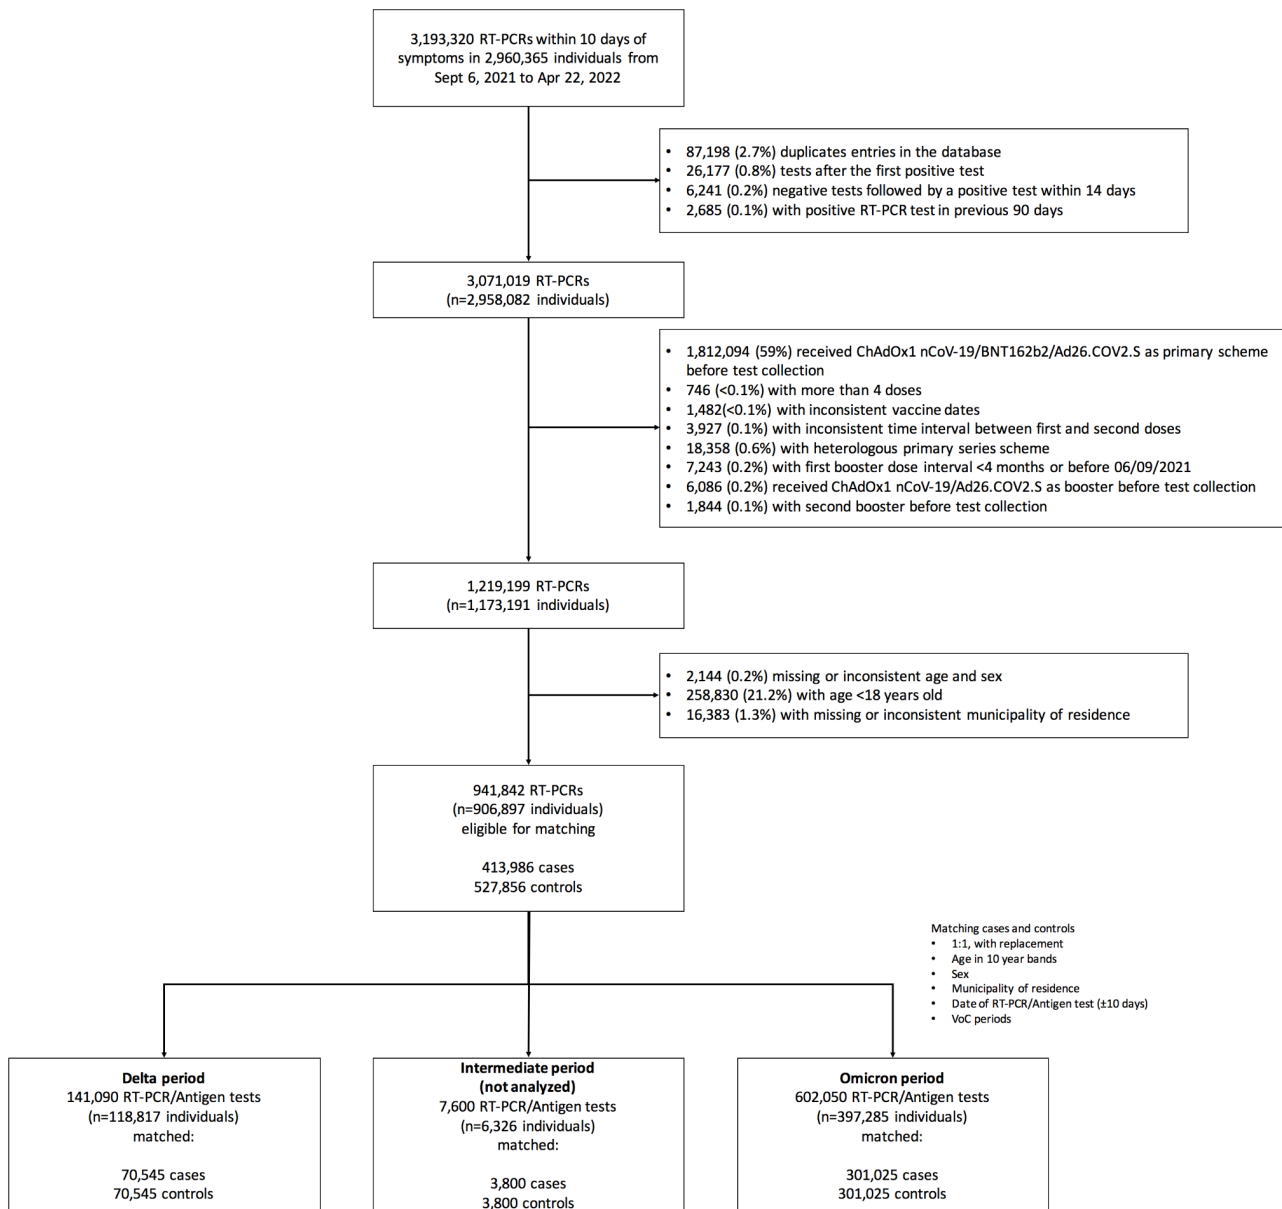 3,193,320 RT-PCRs within 10 days of
symptoms in 2,960,365 individuals from
Sept 6, 2021 to Apr 22, 2022
• 87,198 (2.7%) duplicates entries in the database
• 26,177 (0.8%) tests after the first positive test
• 6,241 (0.2%) negative tests followed by a positive test within 14 days
• 2,685 (0.1%) with positive RT-PCR test in previous 90 days
3,071,019 RT-PCRs
(n=2,958,082 individuals)
• 1,812,094 (59%) received ChAdOx1 nCoV-19/BNT162b2/Ad26.COV2.S as primary scheme
before test collection
• 746 (<0.1%) with more than 4 doses
• 1,482(<0.1%) with inconsistent vaccine dates
• 3,927 (0.1%) with inconsistent time interval between first and second doses
• 18,358 (0.6%) with heterologous primary series scheme
• 7,243 (0.2%) with first booster dose interval <4 months or before 06/09/2021
• 6,086 (0.2%) received ChAdOx1 nCoV-19/Ad26.COV2.S as booster before test collection
• 1,844 (0.1%) with second booster before test collection
1,219,199 RT-PCRs
(n=1,173,191 individuals)
• 2,144 (0.2%) missing or inconsistent age and sex
• 258,830 (21.2%) with age <18 years old
• 16,383 (1.3%) with missing or inconsistent municipality of residence
941,842 RT-PCRs
(n=906,897 individuals)
eligible for matching
413,986 cases
527,856 controls
Matching cases and controls
• 1:1, with replacement
• Age in 10 year bands
• Sex
• Municipality of residence
• Date of RT-PCR/Antigen test (±10 days)
• VoC periods
Delta period
141,090 RT-PCR/Antigen tests
(n=118,817 individuals)
matched:
70,545 cases
70,545 controls
Intermediate period
(not analyzed)
7,600 RT-PCR/Antigen tests
(n=6,326 individuals)
matched:
3,800 cases
3,800 controls
Omicron period
602,050 RT-PCR/Antigen tests
(n=397,285 individuals)
matched:
301,025 cases
301,025 controls